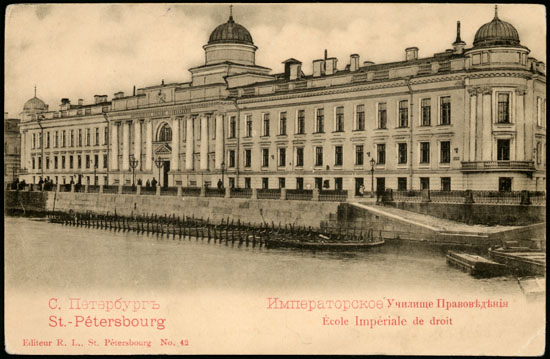 С. Петербургъ
St.-Pétersbourg
Императорское Училище Правовѣдѣнія
École Impériale de droit
Editeur R. L., St. Pétersbourg No. 42